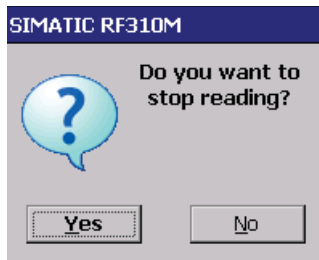 SIMATIC RF310M
Do you want to
stop reading?
Yes
No